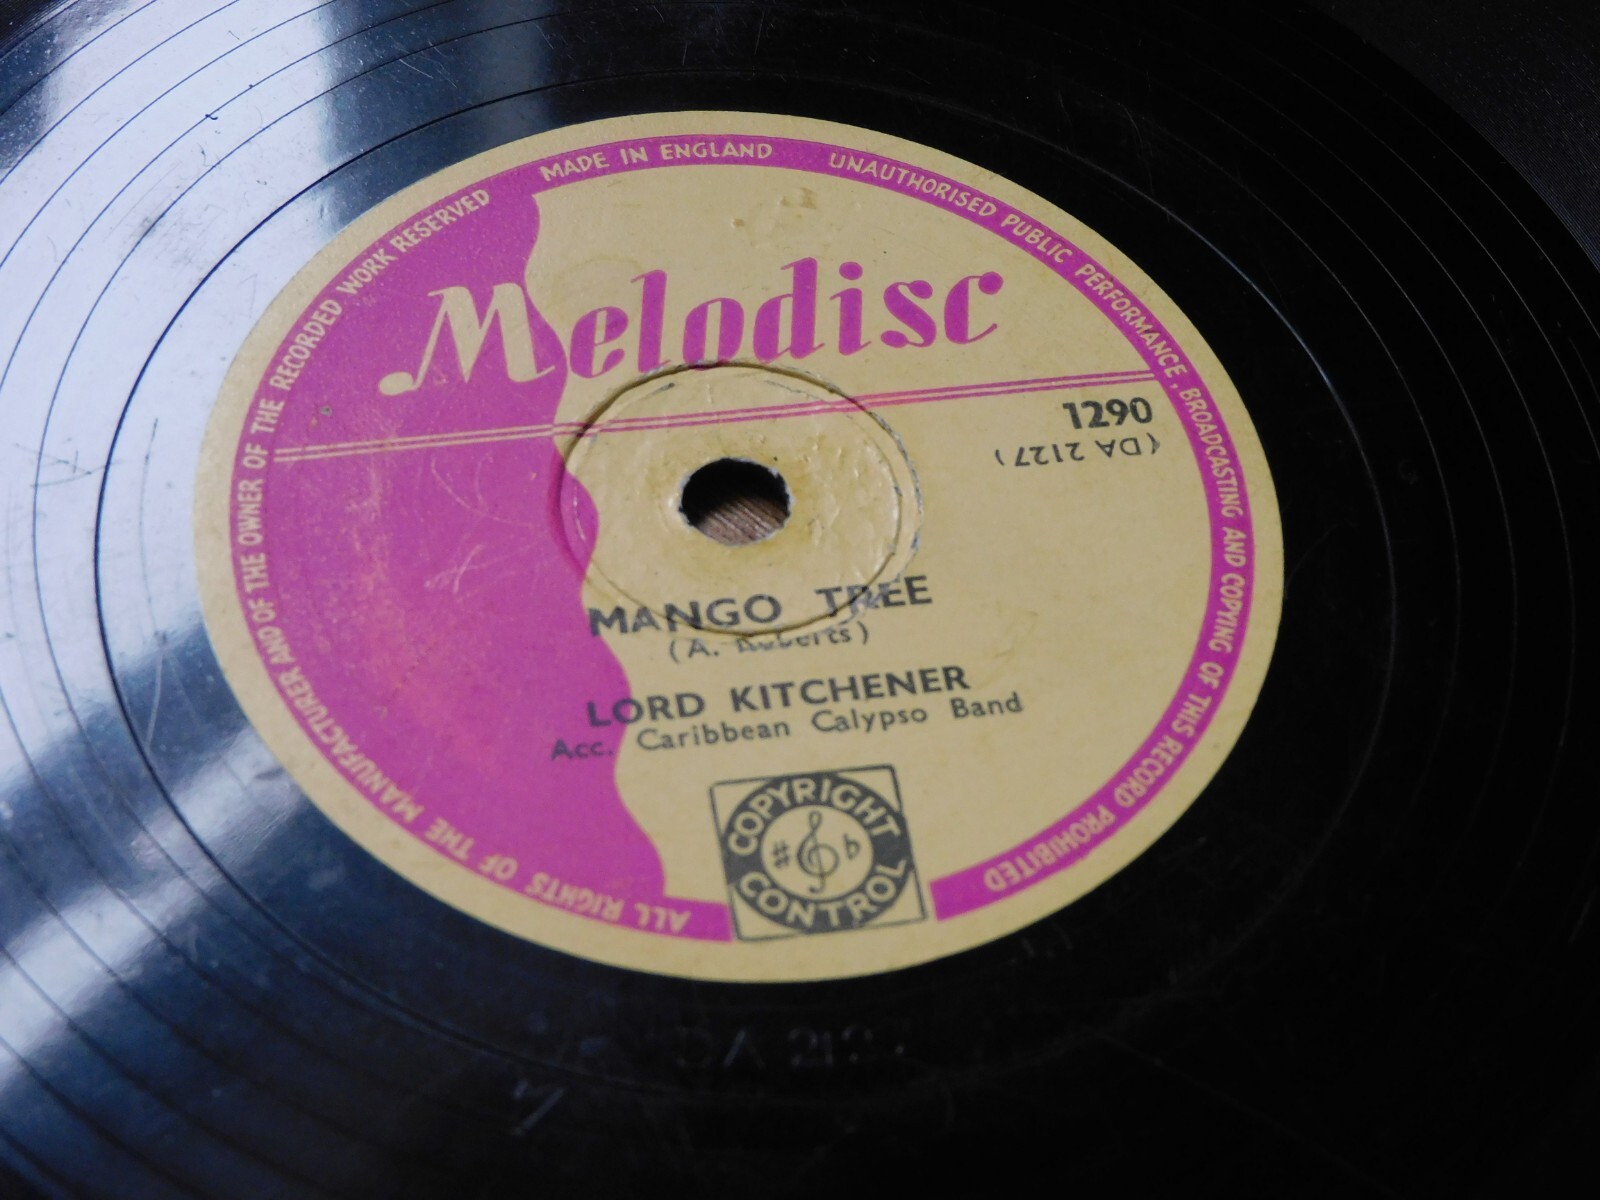 ALL RIGHTS OF THE MANUFACTURER AND OF THE OWNER OF THE RECORDED WORK RESERVED
MADE IN ENGLAND
UNAUTHORISED PUBLIC PERFORMANCE, BROADCASTING AND COPYING OF THIS RECORD PROHIBITED
Melodisc
1290
(DA 2127)
MANGO TREE
(A. Roberts)
LORD KITCHENER
Acc. Caribbean Calypso Band
COPYRIGHT
CONTROL